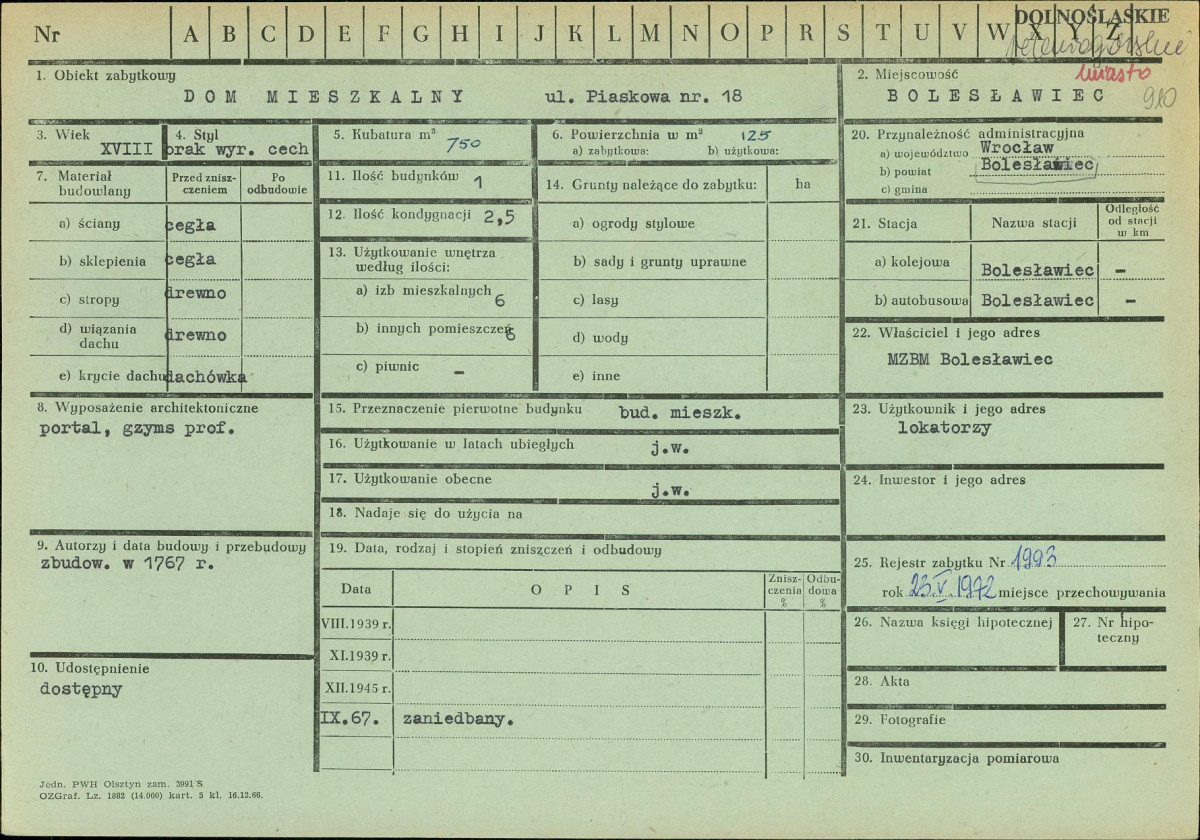 DOLNOŚLĄSKIE
Nr A B C D E F G H I J K L M N O P R S T U V W X Y Z
miasto
910
1. Obiekt zabytkowy
DOM MIESZKALNY ul. Piaskowa nr. 18
2. Miejscowość
BOLESŁAWIEC
3. Wiek
XVIII
4. Styl
brak wyr. cech
5. Kubatura m³
750
6. Powierzchnia w m² 125
a) zabytkowa: b) użytkowa:
7. Materiał budowlany
Przed znisz-
czeniem
Po
odbudowie
a) ściany cegła
b) sklepienia cegła
c) stropy drewno
d) wiązania
dachu drewno
e) krycie dachu dachówka
8. Wyposażenie architektoniczne
portal, gzyms prof.
9. Autorzy i data budowy i przebudowy
zbudow. w 1767 r.
10. Udostępnienie
dostępny
11. Ilość budynków 1
12. Ilość kondygnacji 2,5
13. Użytkowanie wnętrza
według ilości:
a) izb mieszkalnych 6
b) innych pomieszczeń 6
c) piwnic –
14. Grunty należące do zabytku: ha
a) ogrody stylowe
b) sady i grunty uprawne
c) lasy
d) wody
e) inne
15. Przeznaczenie pierwotne budynku bud. mieszk.
16. Użytkowanie w latach ubiegłych j.w.
17. Użytkowanie obecne
j.w.
18. Nadaje się do użycia na
19. Data, rodzaj i stopień zniszczeń i odbudowy
Data OPIS
Znisz-
czenia
%
Odbu-
dowa
%
VIII.1939 r.
XI.1939 r.
XII.1945 r.
IX.67. zaniedbany.
20. Przynależność administracyjna
a) województwo Wrocław
b) powiat Bolesławiec
c) gmina
21. Stacja Nazwa stacji
Odległość
od stacji
w km
a) kolejowa Bolesławiec –
b) autobusowa Bolesławiec –
22. Właściciel i jego adres
MZBM Bolesławiec
23. Użytkownik i jego adres
lokatorzy
24. Inwestor i jego adres
25. Rejestr zabytku Nr 1993
rok 23.V.1972 miejsce przechowywania
26. Nazwa księgi hipotecznej
27. Nr hipo-
teczny
28. Akta
29. Fotografie
30. Inwentaryzacja pomiarowa
Jedn. PWH Olsztyn zam. 3991 S
OZGraf. Lz. 1882 (14.000) kart. 5 kl. 16.12.66.